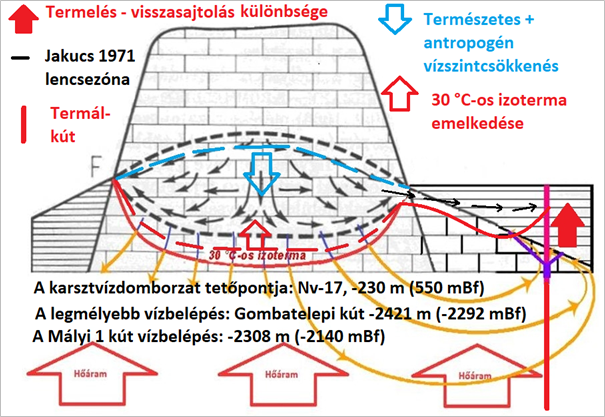 Termelés - visszasajtolás különbsége
Jakucs 1971
lencsezóna
Termál-
kút
Természetes +
antropogén
vízszintcsökkenés
30 °C-os izoterma
emelkedése
F
30 °C-os izoterma
A karsztvízdomborzat tetőpontja: Nv-17, -230 m (550 mBf)
A legmélyebb vízbelépés: Gombatelepi kút -2421 m (-2292 mBf)
A Mályi 1 kút vízbelépés: -2308 m (-2140 mBf)
Hőáram
Hőáram
Hőáram